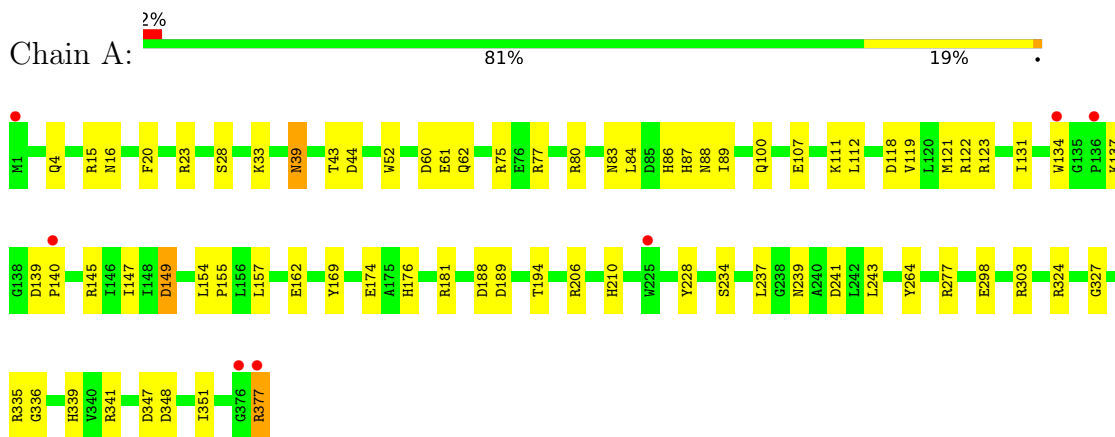 2%
Chain A:
81% 19% •
M1 Q4 R15 N16 F20 R23 S28 K33 N39 T43 D44 W52 D60 E61 Q62 R75 E76 R77 R80 N83 L84 D85 H86 H87 N88 I89 Q100 E107 K111 L112 D118 V119 L120 M121 R122 R123 I131 W134 G135 P136 K137
G138 D139 P140 R145 I146 I147 I148 D149 L154 P155 L156 L157 E162 Y169 E174 A175 H176 R181 D188 D189 T194 R206 H210 W225 Y228 S234 L237 G238 N239 A240 D241 L242 L243 Y264 R277 E298 R303 R324 G327
R335 G336 H339 V340 R341 D347 D348 I351 G376 R377